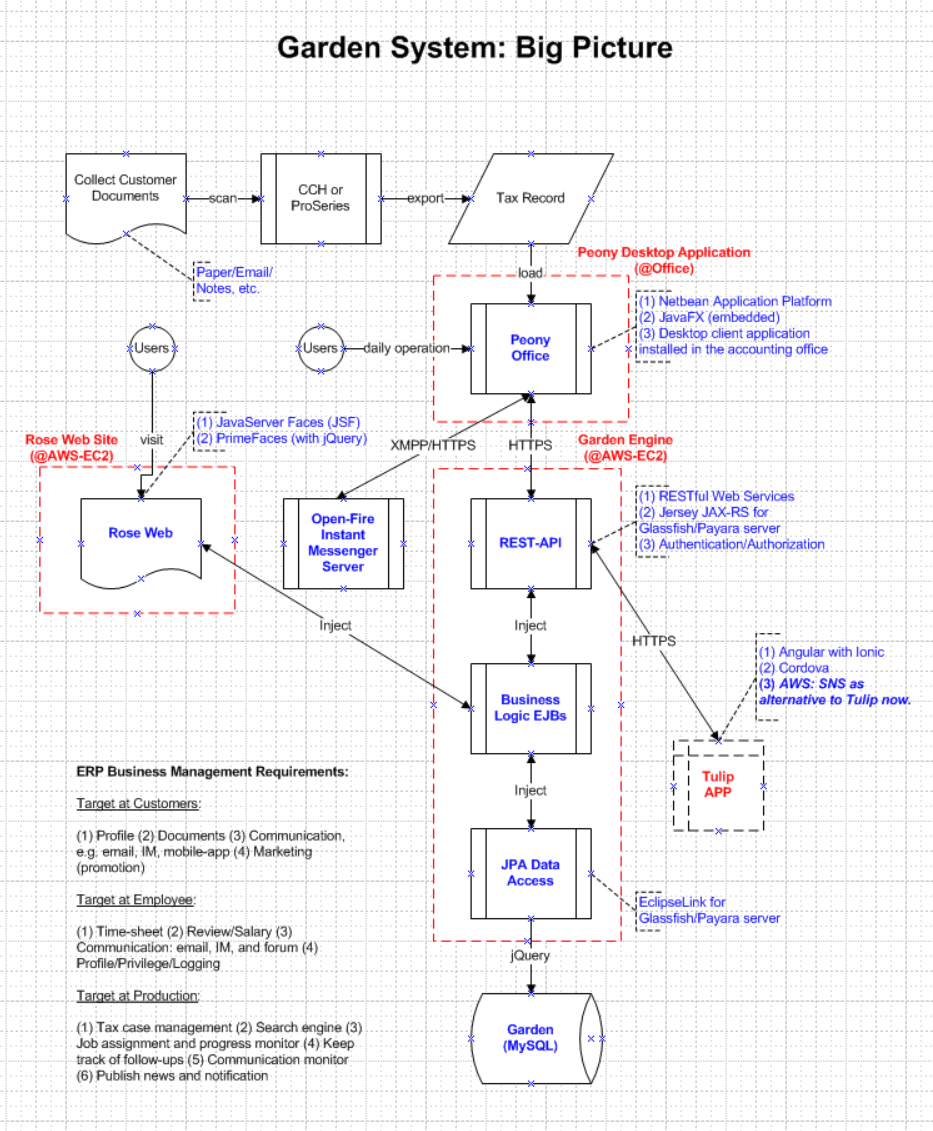 Garden System: Big Picture
Collect Customer
Documents
scan
CCH or
ProSeries
export
Tax Record
Paper/Email/
Notes, etc.
load
Peony Desktop Application
(@Office)
Users
Users
daily operation
Peony
Office
(1) Netbean Application Platform
(2) JavaFX (embedded)
(3) Desktop client application
installed in the accounting office
visit
(1) JavaServer Faces (JSF)
(2) PrimeFaces (with jQuery)
XMPP/HTTPS
HTTPS
Rose Web Site
(@AWS-EC2)
Garden Engine
(@AWS-EC2)
Rose Web
Open-Fire
Instant
Messenger
Server
REST-API
(1) RESTful Web Services
(2) Jersey JAX-RS for
Glassfish/Payara server
(3) Authentication/Authorization
Inject
Inject
HTTPS
(1) Angular with Ionic
(2) Cordova
(3) AWS: SNS as
alternative to Tulip now.
Business
Logic EJBs
Tulip
APP
Inject
JPA Data
Access
EclipseLink for
Glassfish/Payara server
jQuery
Garden
(MySQL)
ERP Business Management Requirements:
Target at Customers:
(1) Profile (2) Documents (3) Communication,
e.g. email, IM, mobile-app (4) Marketing
(promotion)
Target at Employee:
(1) Time-sheet (2) Review/Salary (3)
Communication: email, IM, and forum (4)
Profile/Privilege/Logging
Target at Production:
(1) Tax case management (2) Search engine (3)
Job assignment and progress monitor (4) Keep
track of follow-ups (5) Communication monitor
(6) Publish news and notification